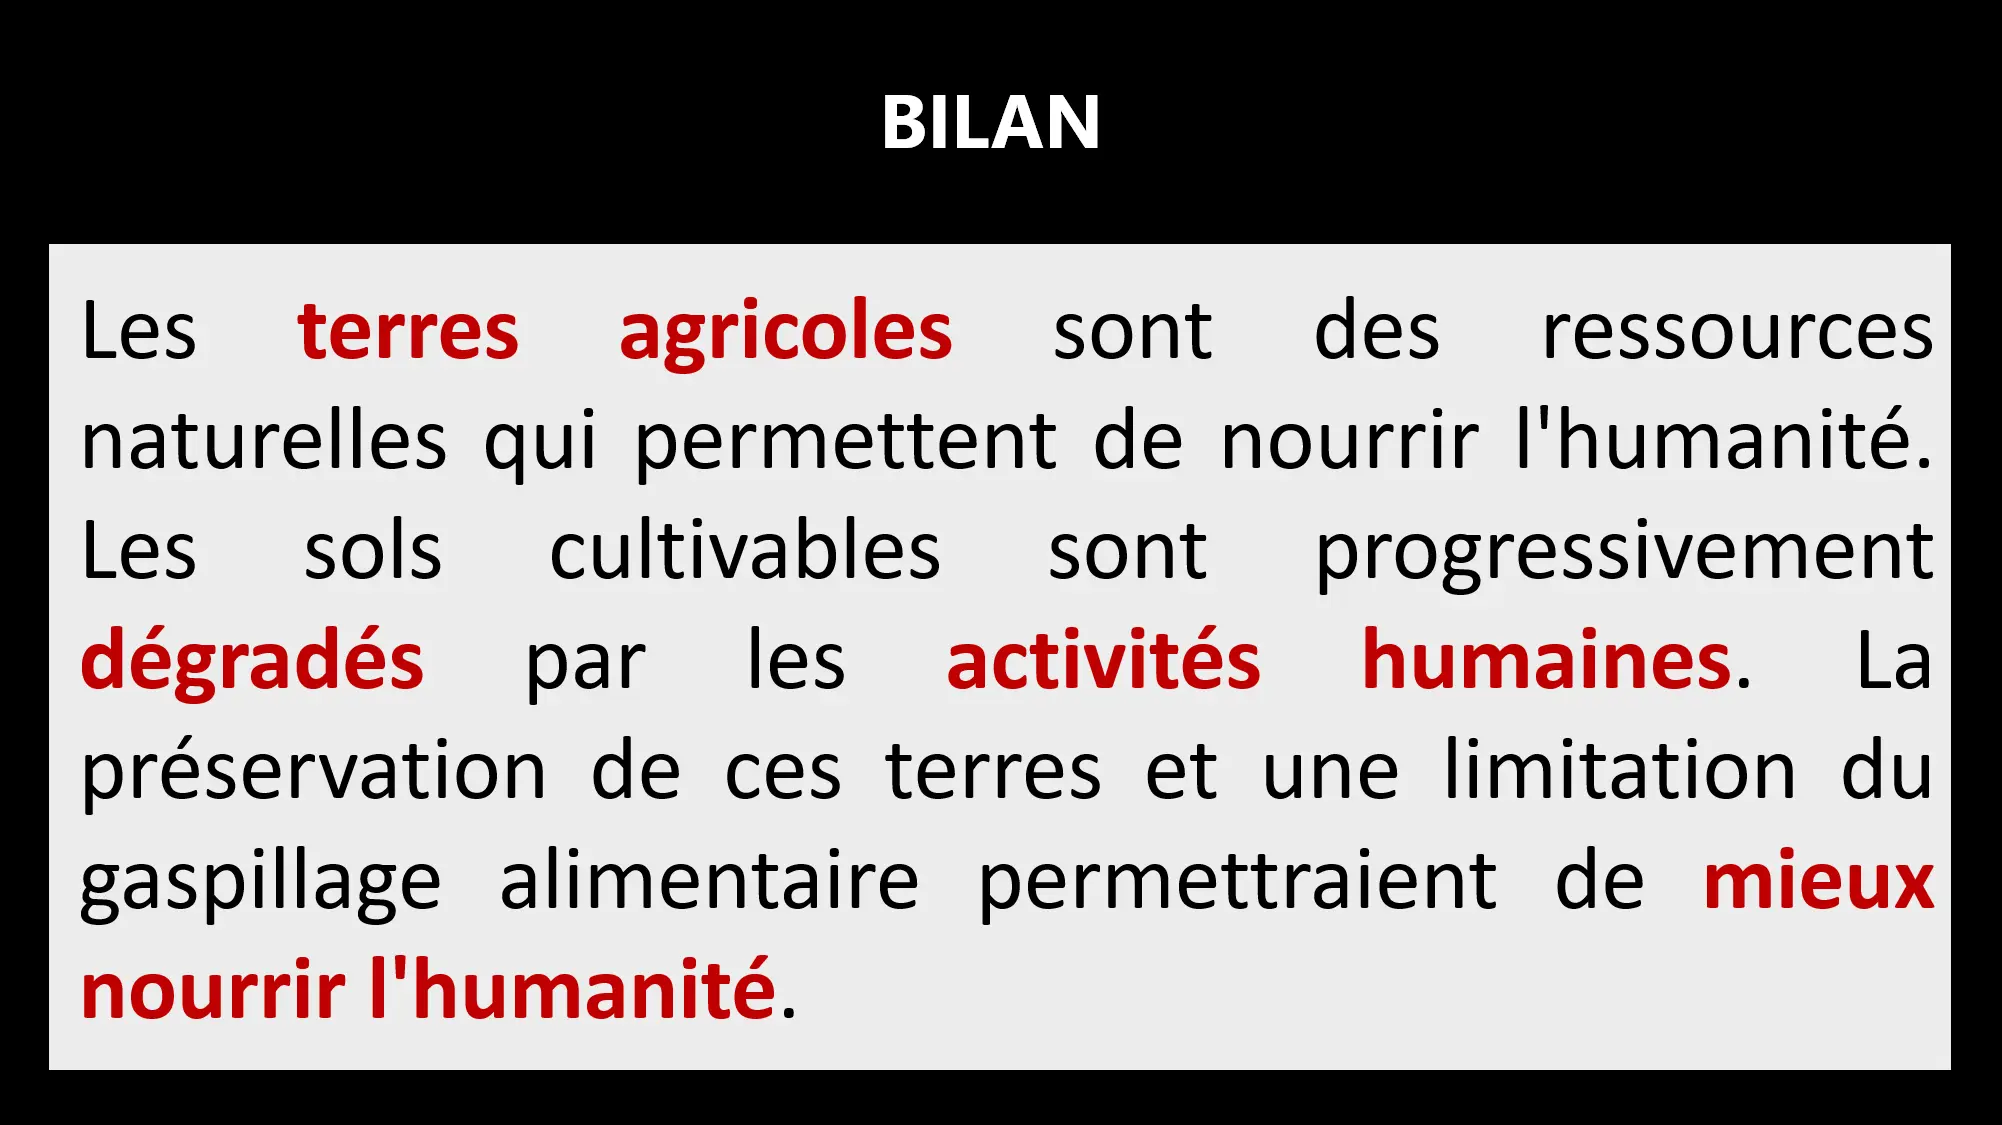 BILAN
Les terres agricoles sont des ressources
naturelles qui permettent de nourrir l'humanité.
Les sols cultivables sont progressivement
dégradés par les activités humaines. La
préservation de ces terres et une limitation du
gaspillage alimentaire permettraient de mieux
nourrir l'humanité.